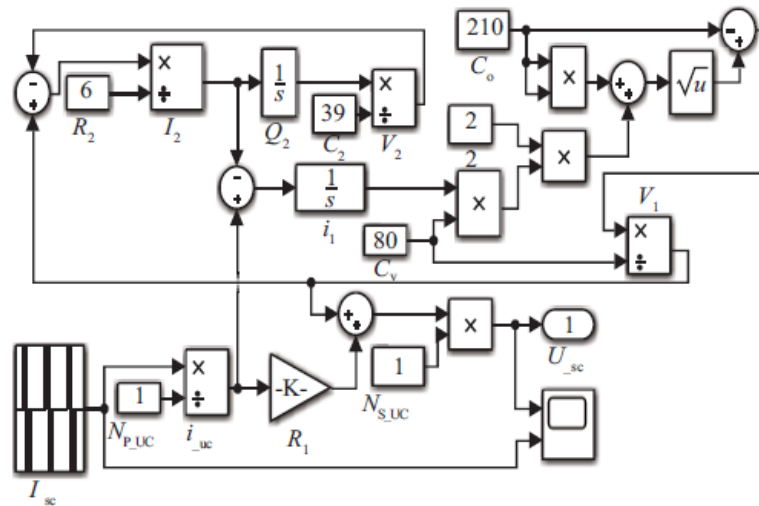 210
C_o
× 
+
+
√u
-
+
-
+
6
R_2
×
÷
I_2
1/s
Q_2
39
C_2
×
÷
V_2
2
2
×
-
+
1/s
i_1
×
80
C_v
V_1
×
÷
+
+
×
1
U_sc
1
N_P_UC
×
÷
i_uc
-K-
R_1
1
N_S_UC
I_sc